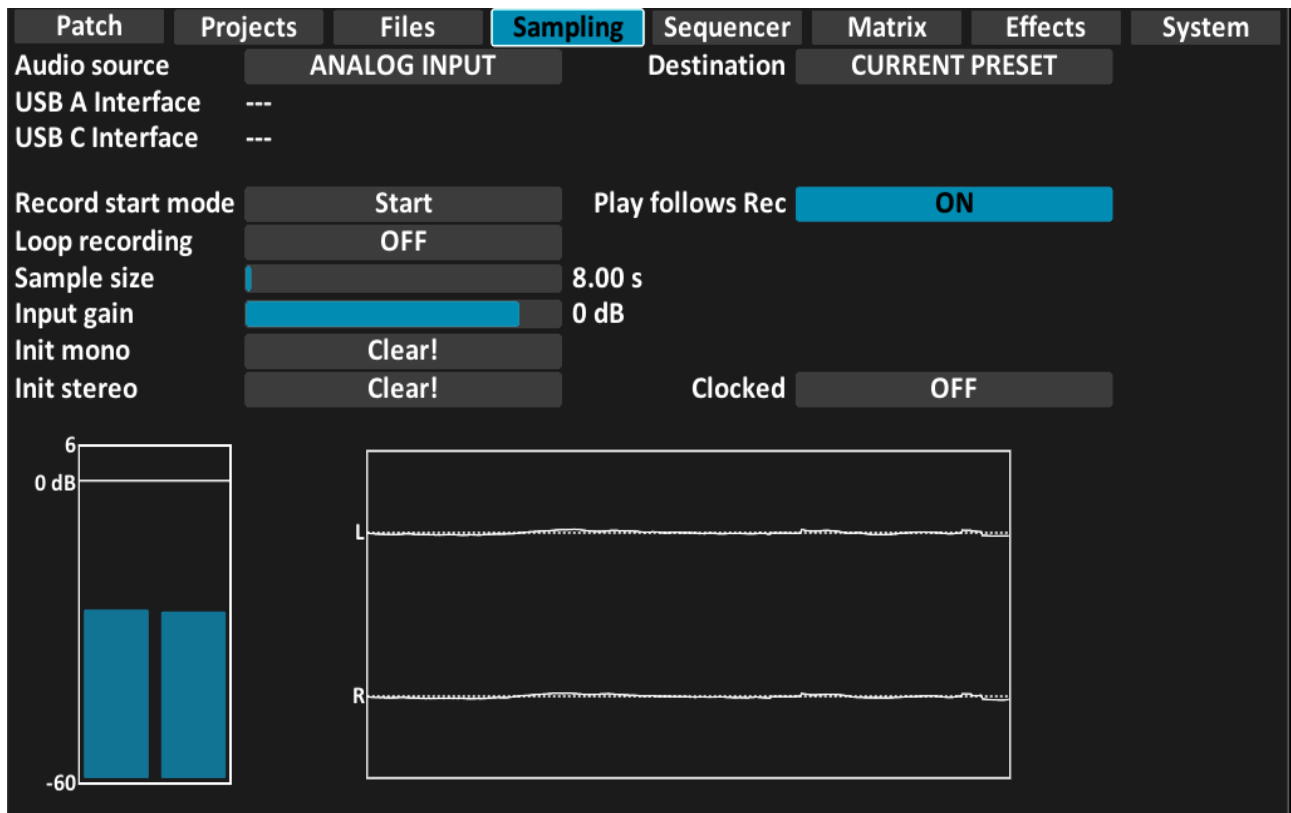 Patch Projects Files Sampling Sequencer Matrix Effects System
Audio source ANALOG INPUT Destination CURRENT PRESET
USB A Interface ---
USB C Interface ---
Record start mode Start Play follows Rec ON
Loop recording OFF
Sample size 8.00 s
Input gain 0 dB
Init mono Clear!
Init stereo Clear! Clocked OFF
6
0 dB
L
R
-60